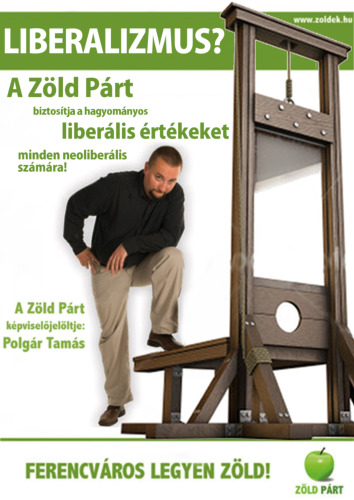 www.zoldek.hu
LIBERALIZMUS?
A Zöld Párt
biztosítja a hagyományos
liberális értékeket
minden neoliberális
számára!
A Zöld Párt
képviselőjelöltje:
Polgár Tamás
FERENCVÁROS LEGYEN ZÖLD!
ZÖLD PÁRT